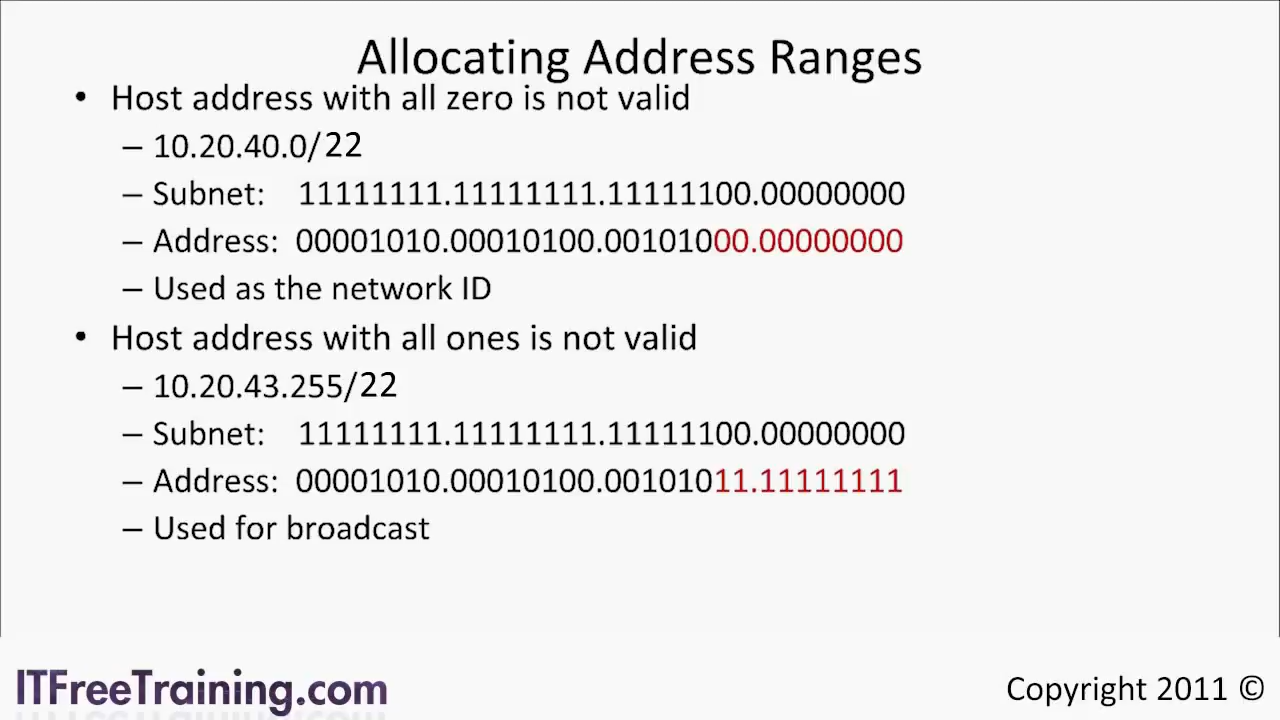 Allocating Address Ranges
• Host address with all zero is not valid
– 10.20.40.0/22
– Subnet: 11111111.11111111.11111100.00000000
– Address: 00001010.00010100.00101000.00000000
– Used as the network ID
• Host address with all ones is not valid
– 10.20.43.255/22
– Subnet: 11111111.11111111.11111100.00000000
– Address: 00001010.00010100.00101011.11111111
– Used for broadcast
ITFreeTraining.com
Copyright 2011 ©